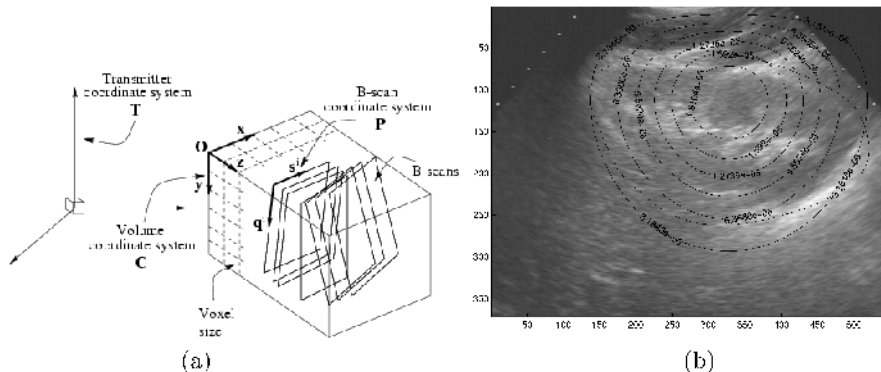 Transmitter
coordinate system
T
B-scan
coordinate system
P
O
x
z
y
s
q
B-scans
Volume
coordinate system
C
Voxel
size
(a)
50
100
150
200
250
300
50 100 150 200 250 300 350 400 450 500
(b)